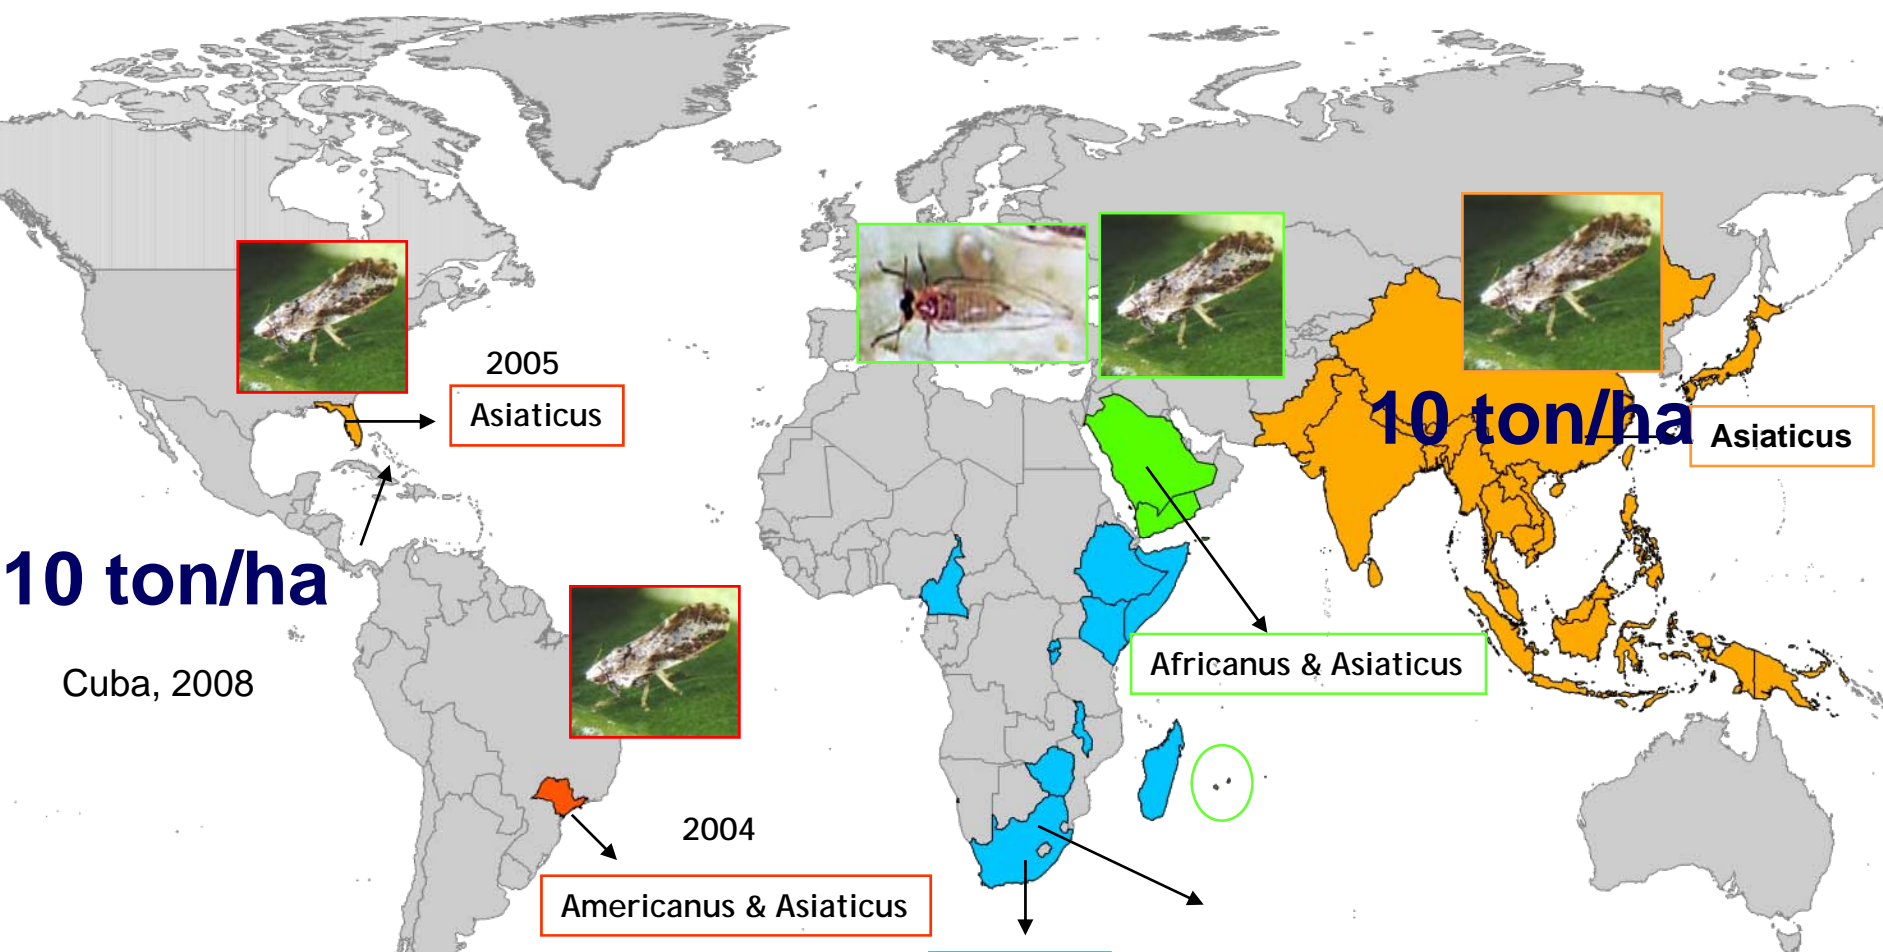 2005
Asiaticus
10 ton/ha
Asiaticus
10 ton/ha
Africanus & Asiaticus
Cuba, 2008
2004
Americanus & Asiaticus